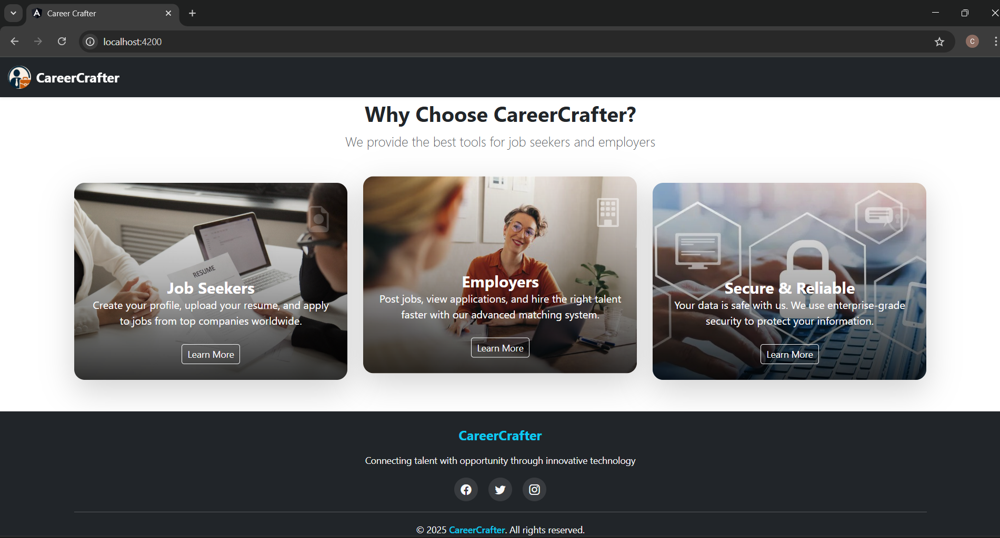 Career Crafter
localhost:4200
CareerCrafter
Why Choose CareerCrafter?
We provide the best tools for job seekers and employers
RESUME
Job Seekers
Create your profile, upload your resume, and apply
to jobs from top companies worldwide.
Learn More
Employers
Post jobs, view applications, and hire the right talent
faster with our advanced matching system.
Learn More
Secure & Reliable
Your data is safe with us. We use enterprise-grade
security to protect your information.
Learn More
CareerCrafter
Connecting talent with opportunity through innovative technology
© 2025 CareerCrafter. All rights reserved.
C